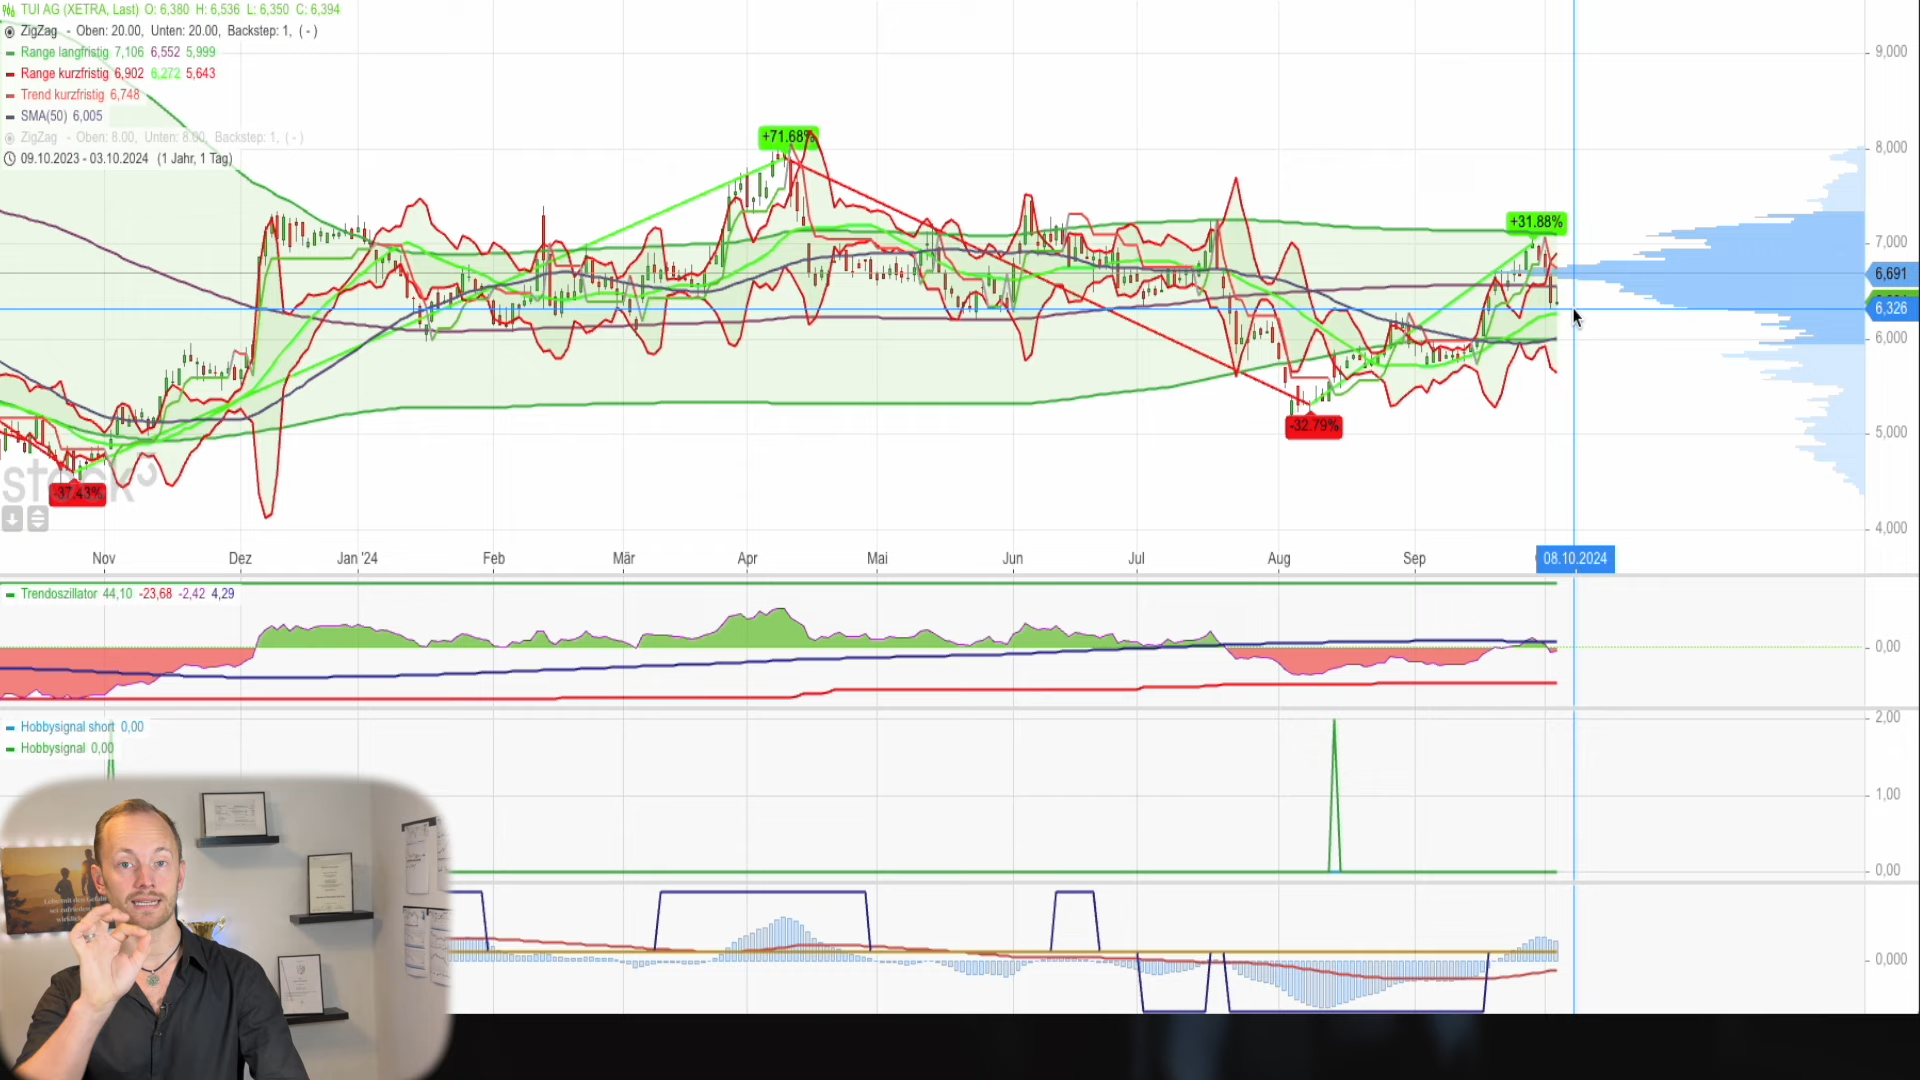 TUI AG (XETRA, Last) O: 6,380 H: 6,536 L: 6,350 C: 6,394
ZigZag - Oben: 20.00, Unten: 20.00, Backstep: 1, ( - )
Range langfristig 7,106 6,552 5,999
Range kurzfristig 6,902 6,272 5,643
Trend kurzfristig 6,748
SMA(50) 6,005
ZigZag - Oben: 8.00, Unten: 8.00, Backstep: 1, ( - )
09.10.2023 - 03.10.2024 (1 Jahr, 1 Tag)
+71.68%
+31.88%
-32.79%
-37.43%
9,000
8,000
7,000
6,691
6,326
6,000
5,000
4,000
Nov Dez Jan '24 Feb Mär Apr Mai Jun Jul Aug Sep 08.10.2024
Trendoszillator 44,10 -23,68 -2,42 4,29
0,00
Hobbysignal short 0,00
Hobbysignal 0,00
2,00
1,00
0,00
0,000